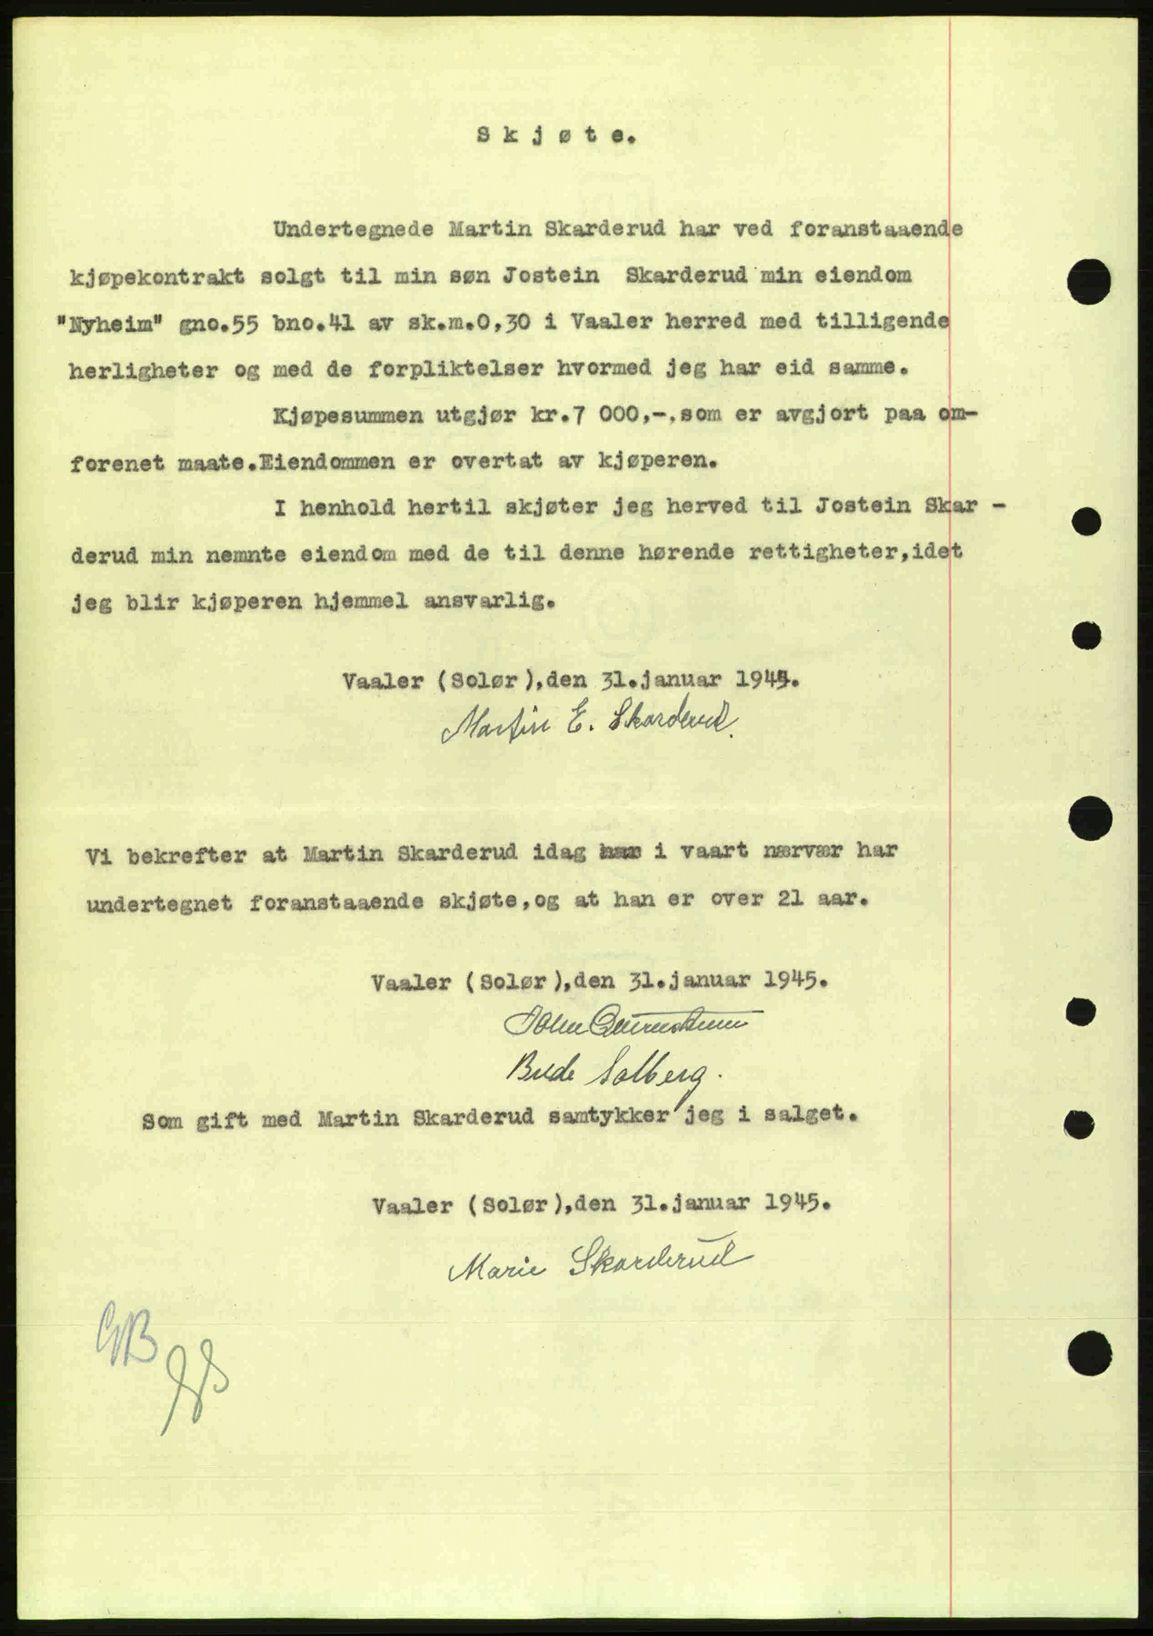 Skjøte.
Undertegnede Martin Skarderud har ved foranstaaende
kjøpekontrakt solgt til min søn Jostein Skarderud min eiendom
"Nyheim" gno.55 bno.41 av sk.m.0,30 i Vaaler herred med tilligende
herligheter og med de forpliktelser hvormed jeg har eid samme.
Kjøpesummen utgjør kr.7 000,-.som er avgjort paa om-
forenet maate.Eiendommen er overtat av kjøperen.
I henhold hertil skjøter jeg herved til Jostein Skar -
derud min nemnte eiendom med de til denne hørende rettigheter,idet
jeg blir kjøperen hjemmel ansvarlig.
Vaaler (Solør),den 31.januar 1945.
Martin E. Skarderud.
Vi bekrefter at Martin Skarderud idag har i vaart nærvær har
undertegnet foranstaaende skjøte,og at han er over 21 aar.
Vaaler (Solør),den 31.januar 1945.
John
Solberg.
Som gift med Martin Skarderud samtykker jeg i salget.
Vaaler (Solør),den 31.januar 1945.
Marie Skarderud
GB